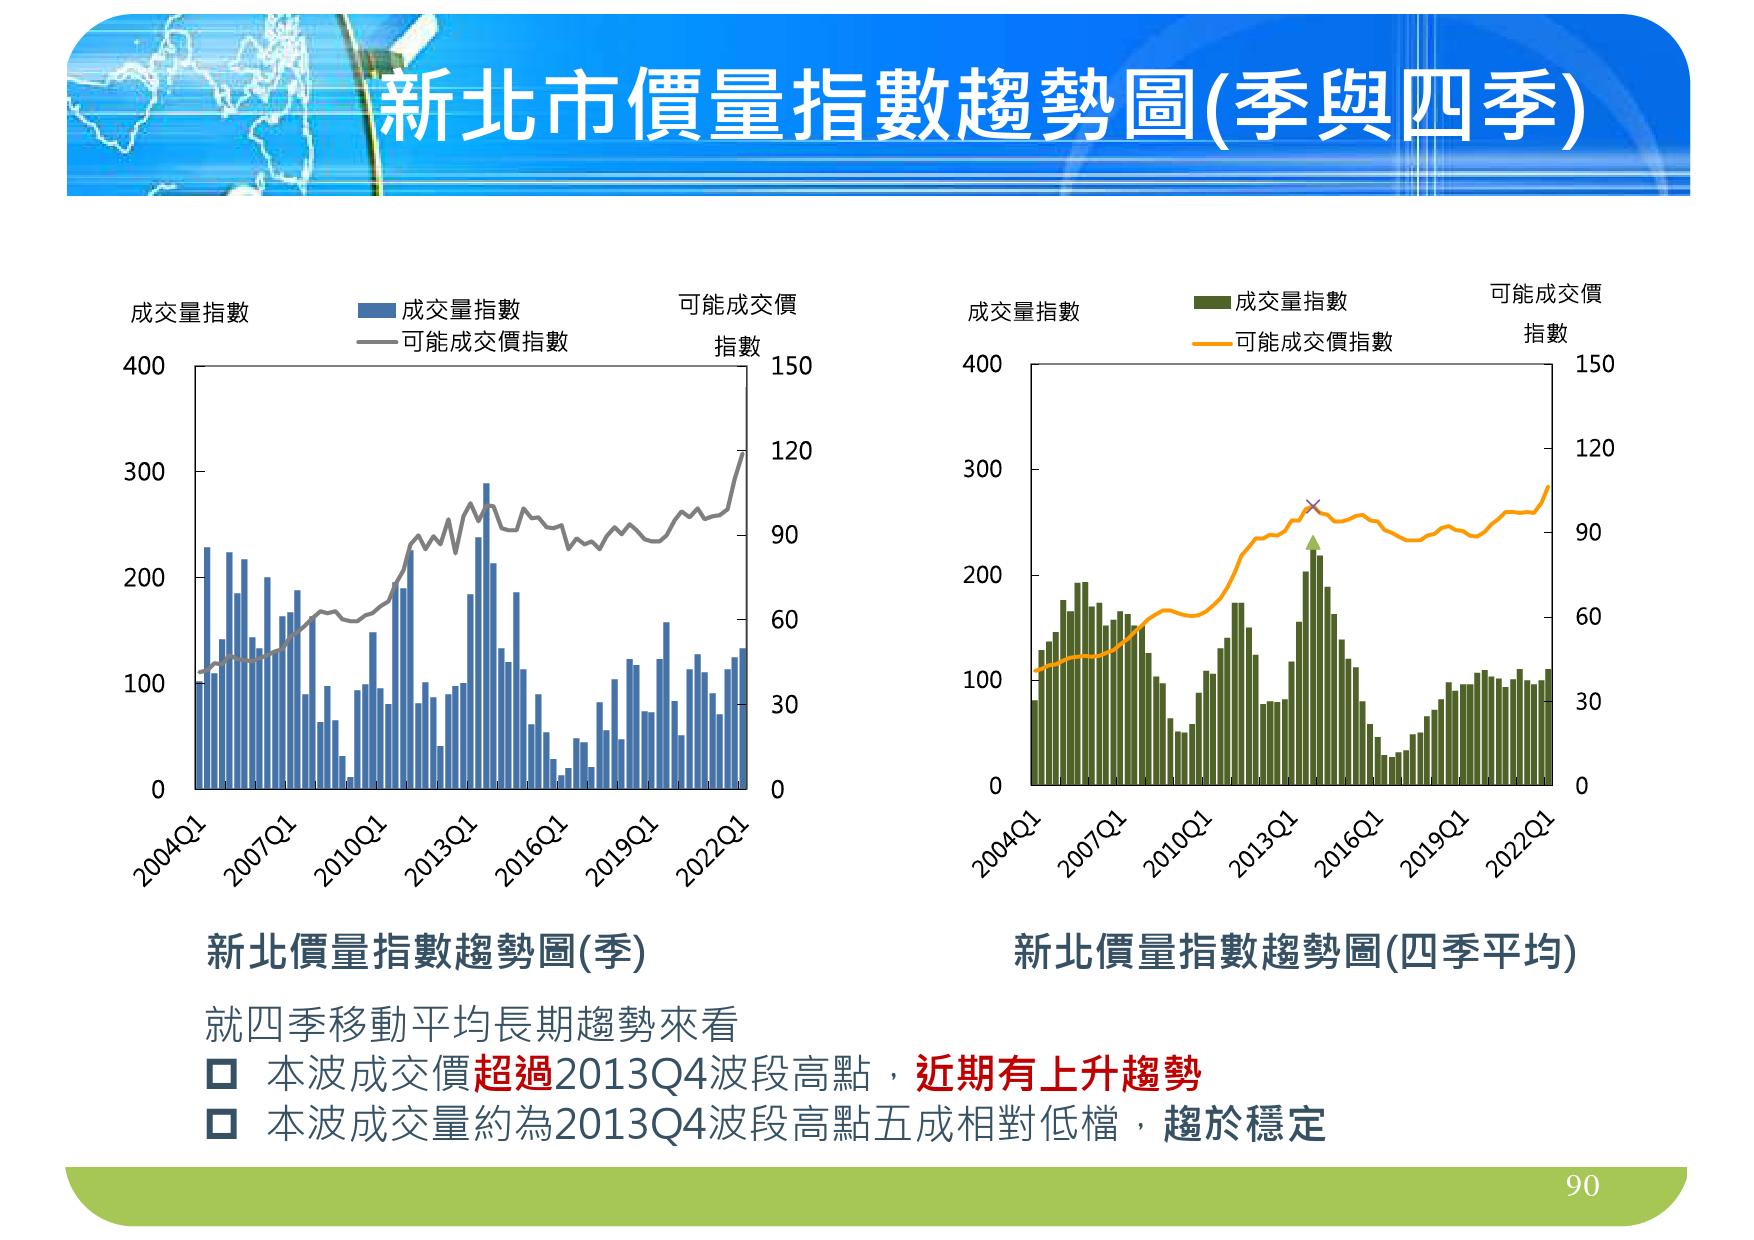 新北市價量指數趨勢圖(季與四季)
成交量指數
成交量指數
可能成交價指數
可能成交價
指數
400
300
200
100
0
150
120
90
60
30
0
2004Q1
2007Q1
2010Q1
2013Q1
2016Q1
2019Q1
2022Q1
新北價量指數趨勢圖(季)
成交量指數
成交量指數
可能成交價指數
可能成交價
指數
400
300
200
100
0
150
120
90
60
30
0
2004Q1
2007Q1
2010Q1
2013Q1
2016Q1
2019Q1
2022Q1
新北價量指數趨勢圖(四季平均)
就四季移動平均長期趨勢來看
本波成交價超過2013Q4波段高點，近期有上升趨勢
本波成交量約為2013Q4波段高點五成相對低檔，趨於穩定
90